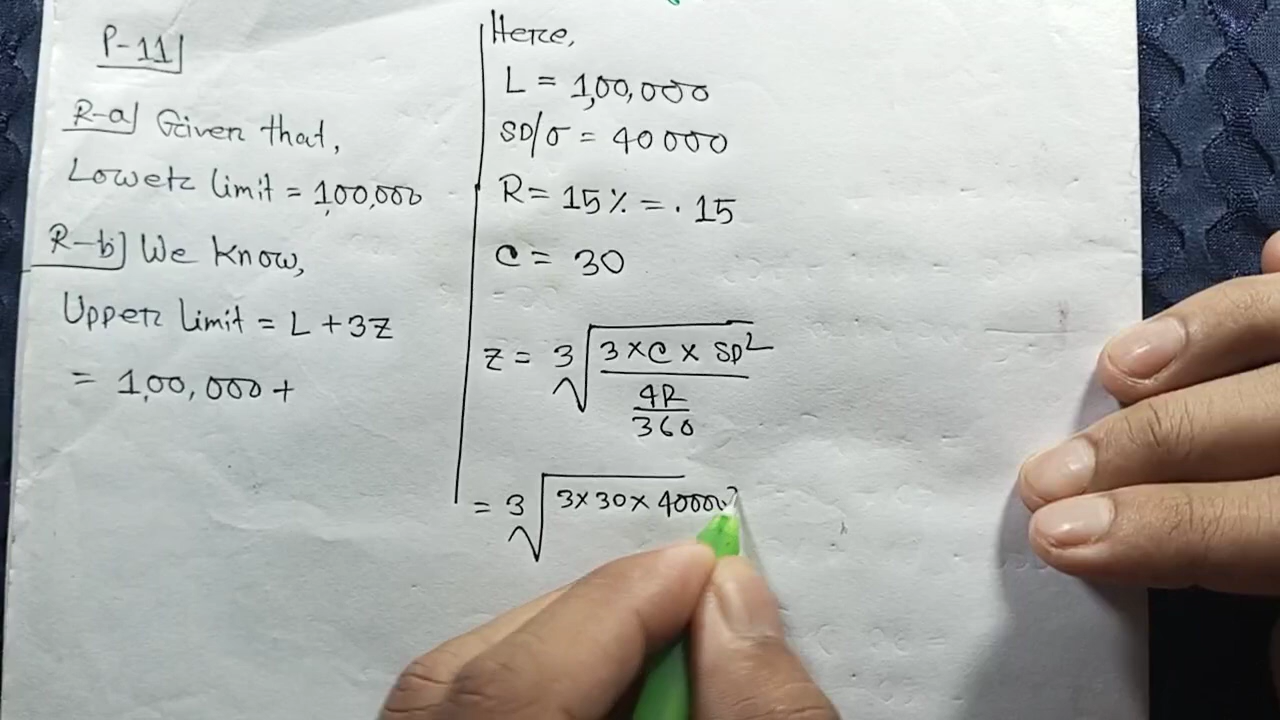 P-11
R-a] Given that,
Lower limit = 1,00,000
R-b] We Know,
Upper limit = L + 3Z
= 1,00,000 +
Here,
L = 1,00,000
SD/σ = 40000
R = 15% = .15
C = 30
Z = 3√ 3 × C × SD²
4R
360
= 3√ 3 × 30 × 40000²